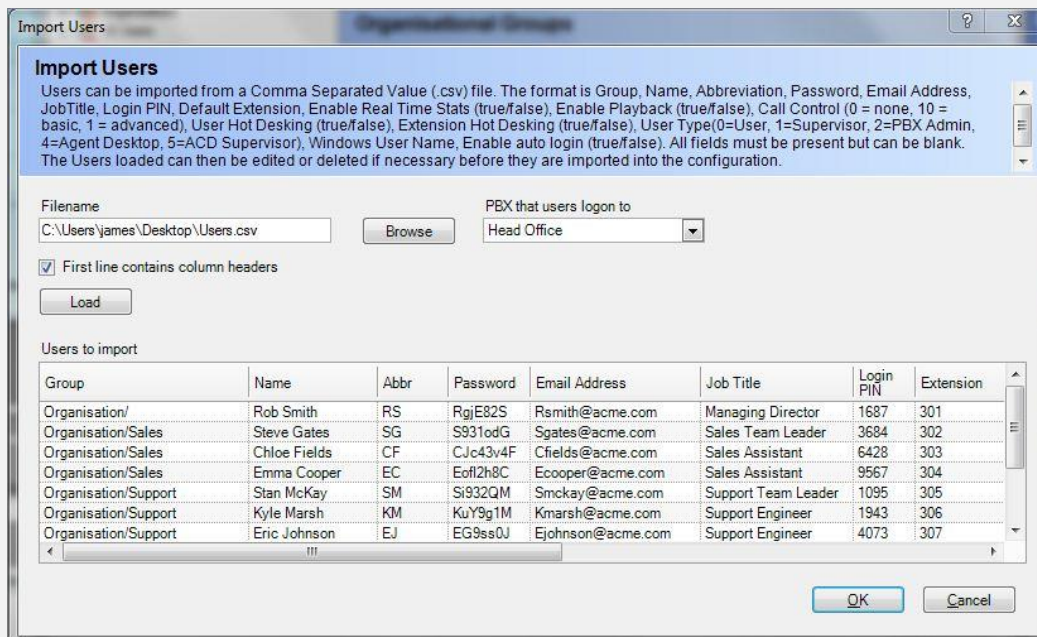 Organisational Groups
Import Users
Import Users
Users can be imported from a Comma Separated Value (.csv) file. The format is Group, Name, Abbreviation, Password, Email Address,
JobTitle, Login PIN, Default Extension, Enable Real Time Stats (true/false), Enable Playback (true/false), Call Control (0 = none, 10 =
basic, 1 = advanced), User Hot Desking (true/false), Extension Hot Desking (true/false), User Type(0=User, 1=Supervisor, 2=PBX Admin,
4=Agent Desktop, 5=ACD Supervisor), Windows User Name, Enable auto login (true/false). All fields must be present but can be blank.
The Users loaded can then be edited or deleted if necessary before they are imported into the configuration.
Filename PBX that users logon to
C:\Users\james\Desktop\Users.csv Browse Head Office
First line contains column headers
Load
Users to import
Group Name Abbr Password Email Address Job Title Login PIN Extension
Organisation/ Rob Smith RS RgjE82S Rsmith@acme.com Managing Director 1687 301
Organisation/Sales Steve Gates SG S931odG Sgates@acme.com Sales Team Leader 3684 302
Organisation/Sales Chloe Fields CF CJc43v4F Cfields@acme.com Sales Assistant 6428 303
Organisation/Sales Emma Cooper EC Eofl2h8C Ecooper@acme.com Sales Assistant 9567 304
Organisation/Support Stan McKay SM Si932QM Smckay@acme.com Support Team Leader 1095 305
Organisation/Support Kyle Marsh KM KuY9g1M Kmarsh@acme.com Support Engineer 1943 306
Organisation/Support Eric Johnson EJ EG9ss0J Ejohnson@acme.com Support Engineer 4073 307
OK Cancel